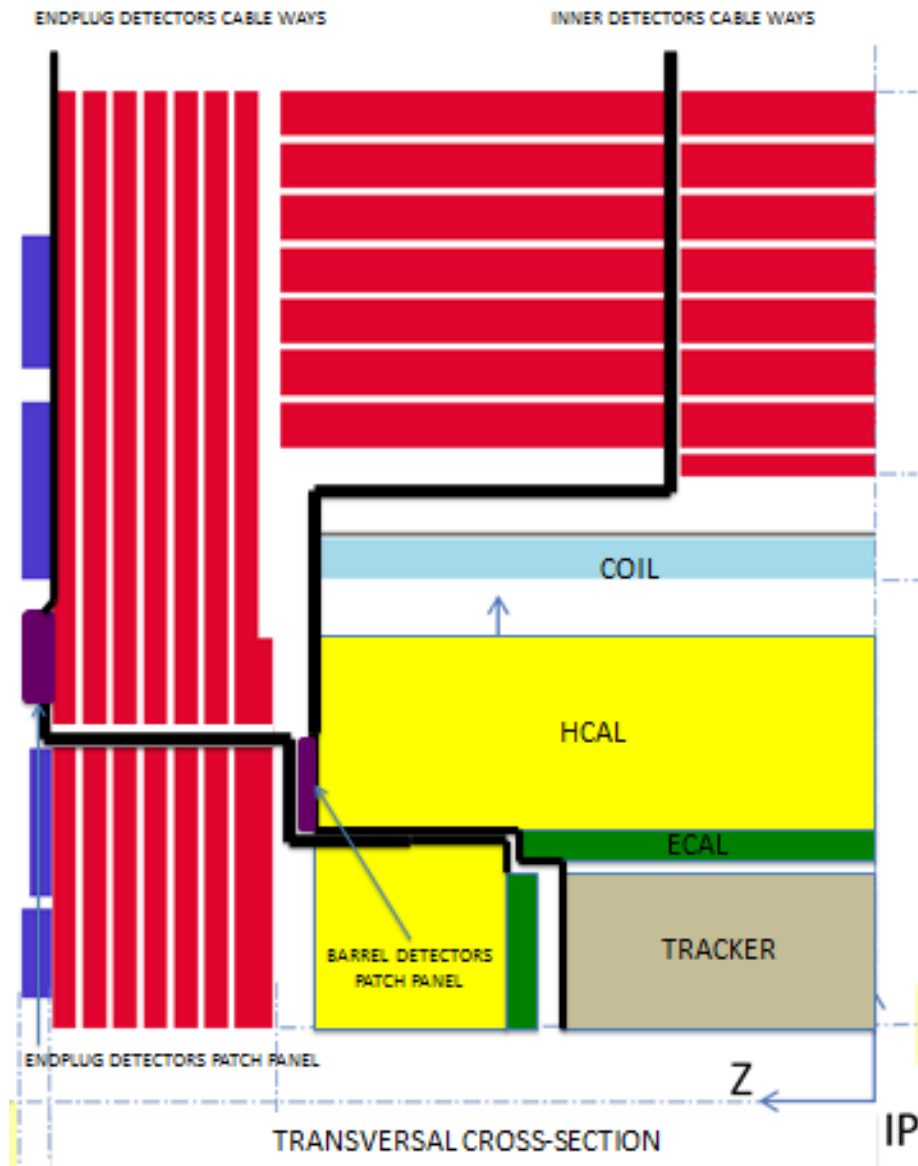 ENDPLUG DETECTORS CABLE WAYS
INNER DETECTORS CABLE WAYS
COIL
HCAL
ECAL
TRACKER
BARREL DETECTORS
PATCH PANEL
ENDPLUG DETECTORS PATCH PANEL
Z
IP
TRANSVERSAL CROSS-SECTION